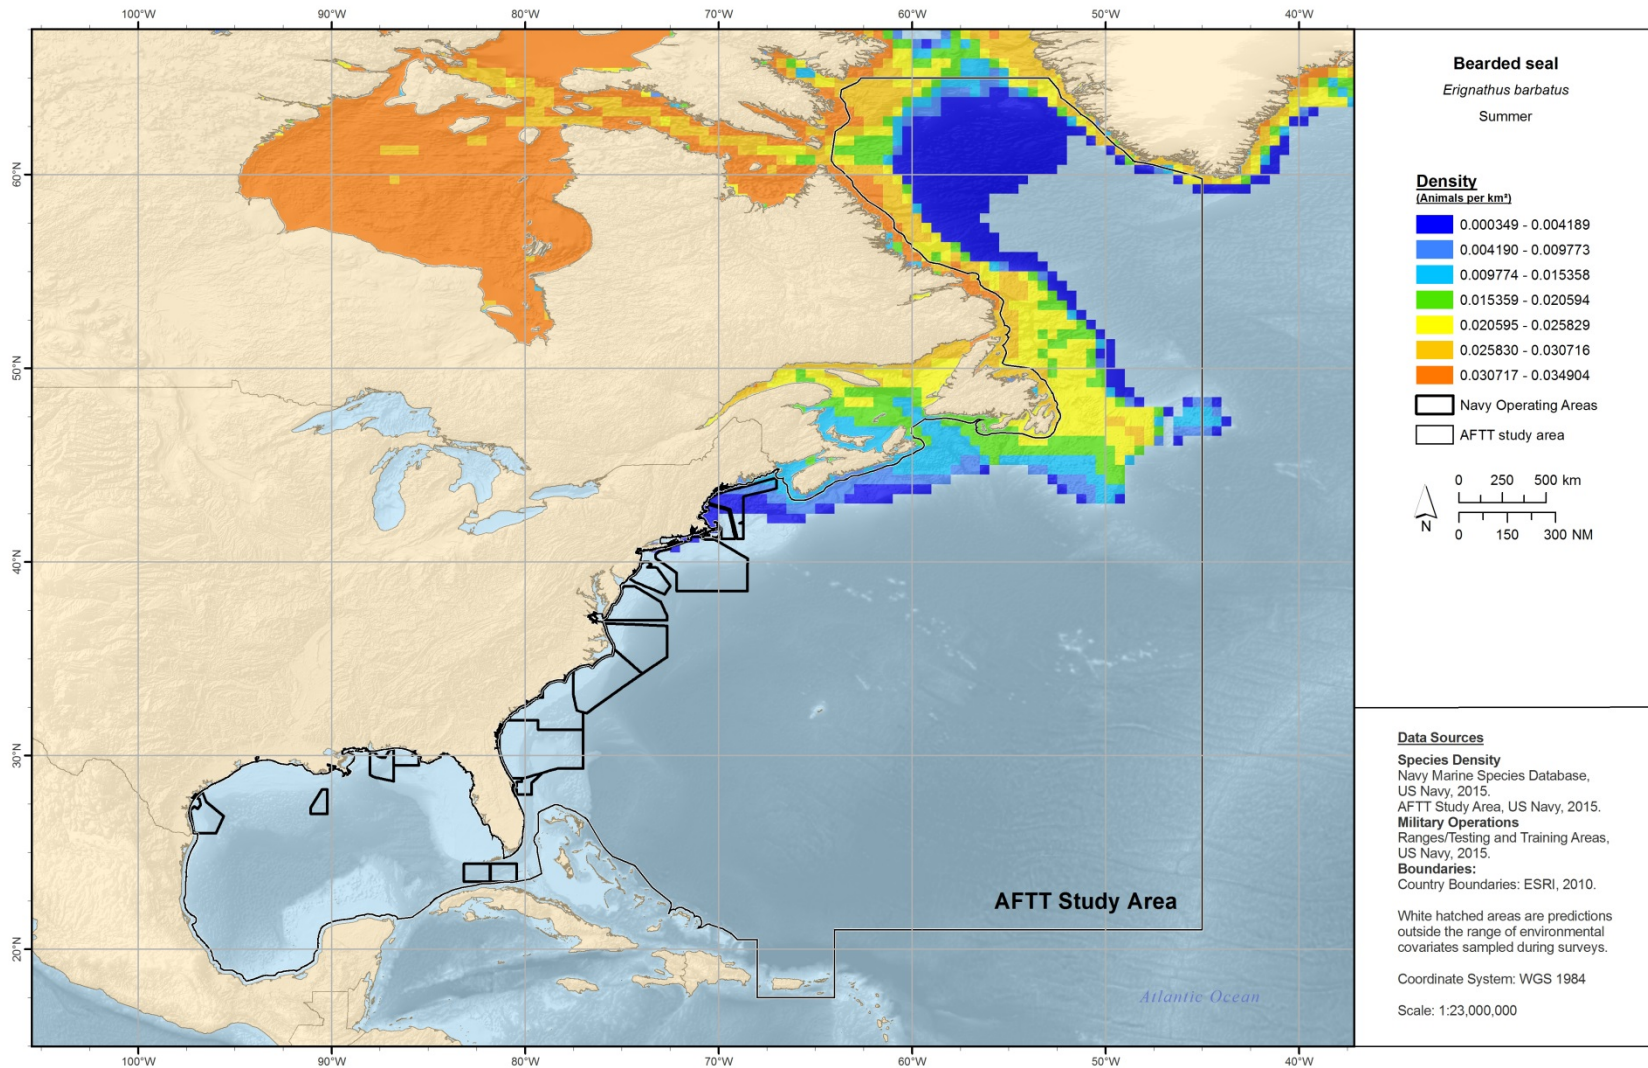 100°W 90°W 80°W 70°W 60°W 50°W 40°W
60°N
50°N
40°N
30°N
20°N
AFTT Study Area
Atlantic Ocean
100°W 90°W 80°W 70°W 60°W 50°W 40°W
Bearded seal
Erignathus barbatus
Summer
Density
(Animals per km²)
0.000349 - 0.004189
0.004190 - 0.009773
0.009774 - 0.015358
0.015359 - 0.020594
0.020595 - 0.025829
0.025830 - 0.030716
0.030717 - 0.034904
Navy Operating Areas
AFTT study area
N
0 250 500 km
0 150 300 NM
Data Sources
Species Density
Navy Marine Species Database,
US Navy, 2015.
AFTT Study Area, US Navy, 2015.
Military Operations
Ranges/Testing and Training Areas,
US Navy, 2015.
Boundaries:
Country Boundaries: ESRI, 2010.
White hatched areas are predictions
outside the range of environmental
covariates sampled during surveys.
Coordinate System: WGS 1984
Scale: 1:23,000,000